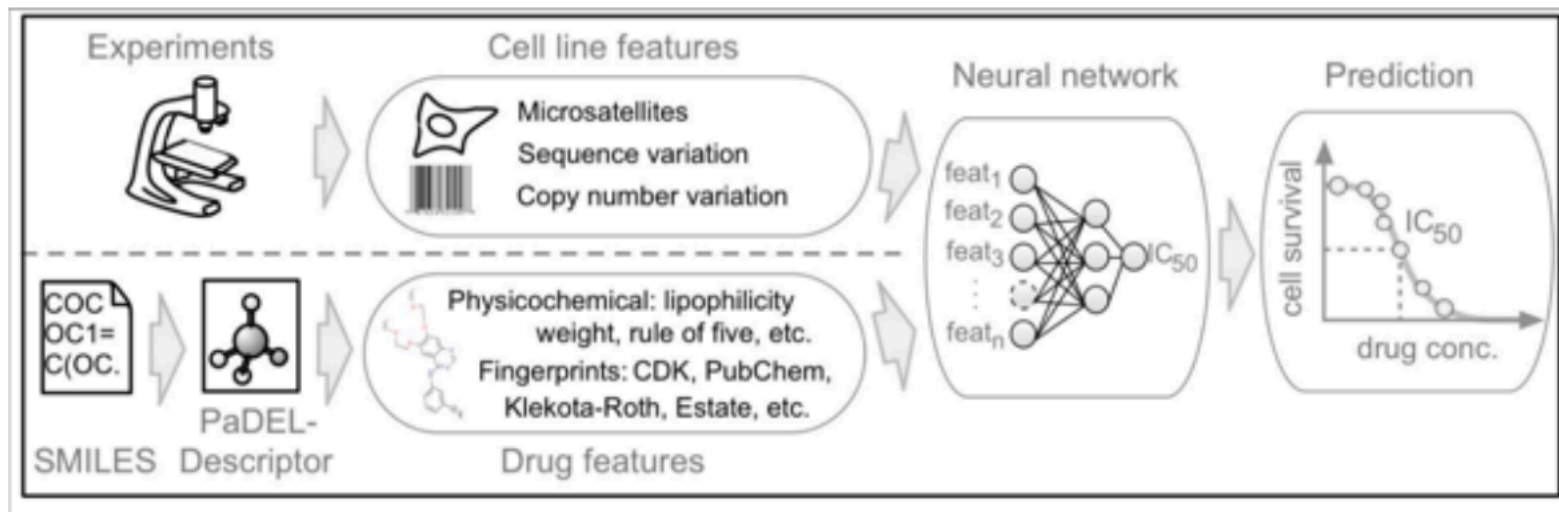 Experiments
Cell line features
Microsatellites
Sequence variation
Copy number variation
COC
OC1=
C(OC.
SMILES
PaDEL-
Descriptor
Physicochemical: lipophilicity
weight, rule of five, etc.
Fingerprints: CDK, PubChem,
Klekota-Roth, Estate, etc.
Drug features
Neural network
feat1
feat2
feat3
featn
IC50
Prediction
cell survival
IC50
drug conc.